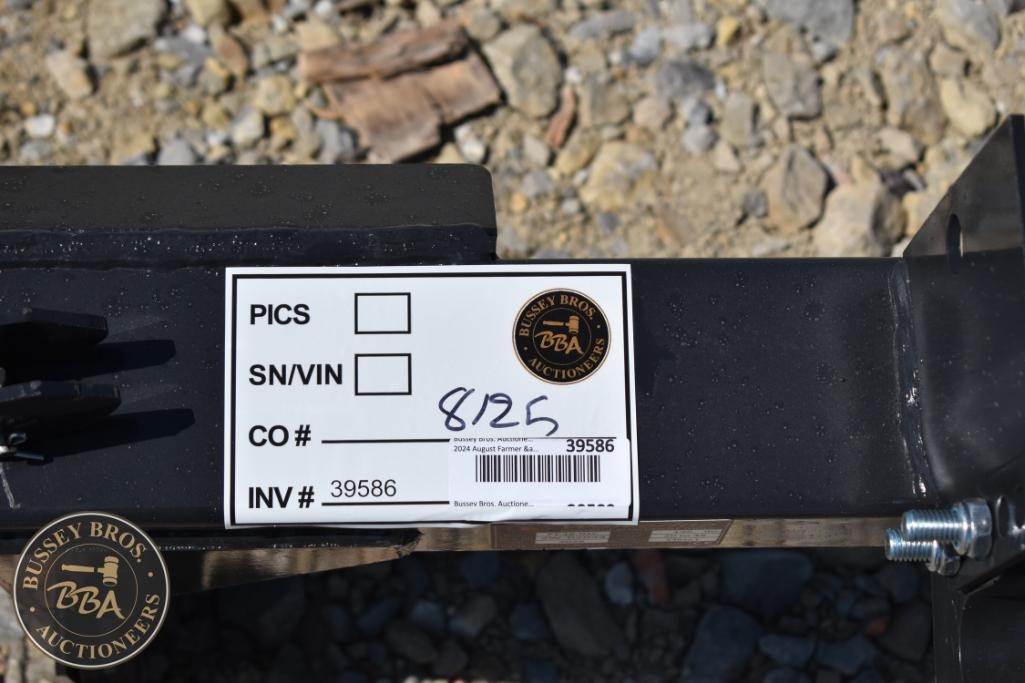 PICS
BUSSEY BROS.
BBA
AUCTIONEERS
SN/VIN
8125
CO #
Bussey Bros. Auctione...
2024 August Farmer &a...
39586
INV # 39586
Bussey Bros. Auctione...
BUSSEY BROS.
BBA
AUCTIONEERS